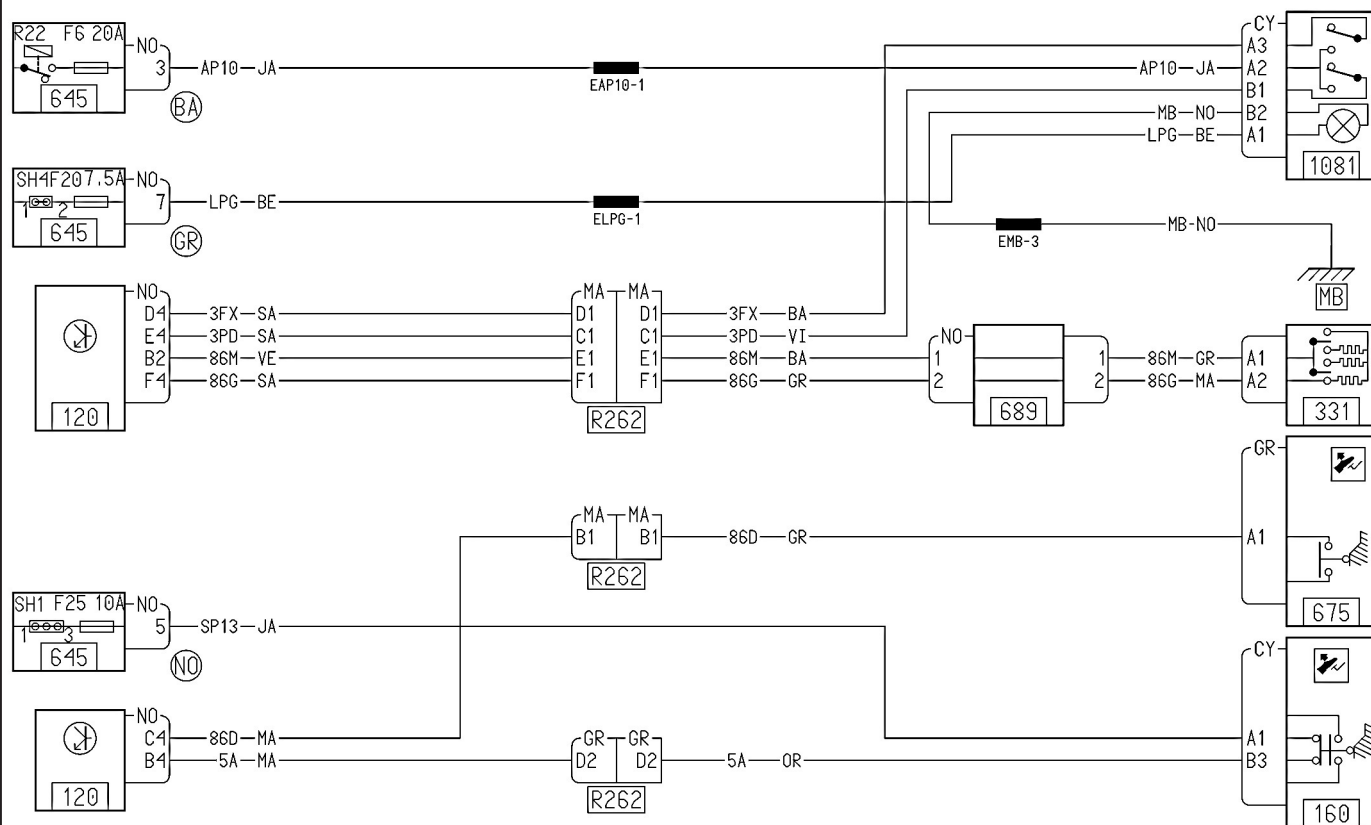 R22 F6 20A NO
3 AP10 JA
645
BA
EAP10-1
CY
A3
AP10 JA A2
B1
MB NO B2
LPG BE A1
1081
SH4 F20 7.5A NO
1 2 7 LPG BE
645
GR
ELPG-1
EMB-3
MB-NO
MB
NO MA MA
D4 3FX SA D1 D1 3FX BA
E4 3PD SA C1 C1 3PD VI
B2 86M VE E1 E1 86M BA
F4 86G SA F1 F1 86G GR
120
R262
NO
1 1 86M GR A1
2 2 86G MA A2
689
331
GR
MA MA
B1 B1 86D GR A1
R262
675
SH1 F25 10A NO
1 3 5 SP13 JA
645
NO
CY
NO
C4 86D MA
B4 5A MA
120
GR GR
D2 D2 5A OR
R262
A1
B3
160